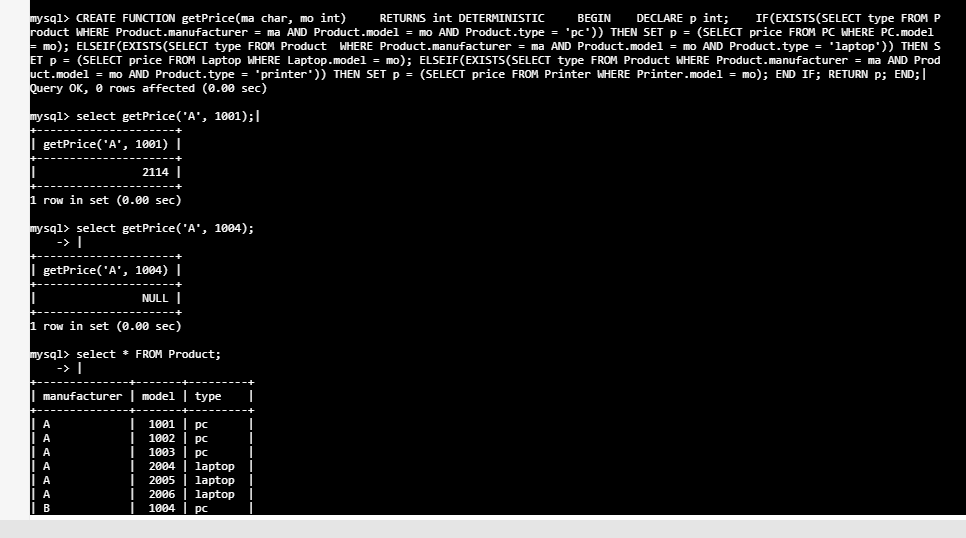 mysql> CREATE FUNCTION getPrice(ma char, mo int)     RETURNS int DETERMINISTIC     BEGIN    DECLARE p int;    IF(EXISTS(SELECT type FROM P
roduct WHERE Product.manufacturer = ma AND Product.model = mo AND Product.type = 'pc')) THEN SET p = (SELECT price FROM PC WHERE PC.model
= mo); ELSEIF(EXISTS(SELECT type FROM Product  WHERE Product.manufacturer = ma AND Product.model = mo AND Product.type = 'laptop')) THEN S
ET p = (SELECT price FROM Laptop WHERE Laptop.model = mo); ELSEIF(EXISTS(SELECT type FROM Product WHERE Product.manufacturer = ma AND Prod
uct.model = mo AND Product.type = 'printer')) THEN SET p = (SELECT price FROM Printer WHERE Printer.model = mo); END IF; RETURN p; END;|
Query OK, 0 rows affected (0.00 sec)
mysql> select getPrice('A', 1001);|
+---------------------+
| getPrice('A', 1001) |
+---------------------+
|                2114 |
+---------------------+
1 row in set (0.00 sec)
mysql> select getPrice('A', 1004);
    -> |
+---------------------+
| getPrice('A', 1004) |
+---------------------+
|                NULL |
+---------------------+
1 row in set (0.00 sec)
mysql> select * FROM Product;
    -> |
+--------------+-------+---------+
| manufacturer | model | type    |
+--------------+-------+---------+
| A            |  1001 | pc      |
| A            |  1002 | pc      |
| A            |  1003 | pc      |
| A            |  2004 | laptop  |
| A            |  2005 | laptop  |
| A            |  2006 | laptop  |
| B            |  1004 | pc      |